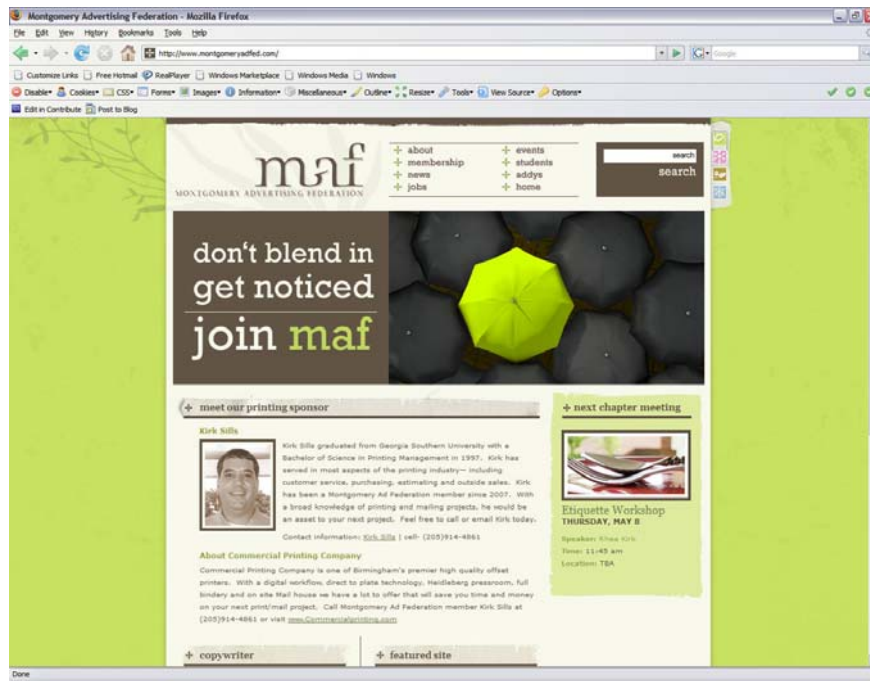 Montgomery Advertising Federation - Mozilla Firefox
File Edit View History Bookmarks Tools Help
http://www.montgomeryadfed.com/
Google
Customize Links Free Hotmail RealPlayer Windows Marketplace Windows Media Windows
Disable Cookies CSS Forms Images Information Miscellaneous Outline Resize Tools View Source Options
Edit in Contribute Post to Blog
maf
MONTGOMERY ADVERTISING FEDERATION
about
membership
news
jobs
events
students
addys
home
search
search
don't blend in
get noticed
join maf
meet our printing sponsor
Kirk Sills
Kirk Sills graduated from Georgia Southern University with a
Bachelor of Science in Printing Management in 1997. Kirk has
served in most aspects of the printing industry— including
customer service, purchasing, estimating and outside sales. Kirk
has been a Montgomery Ad Federation member since 2007. With
a broad knowledge of printing and mailing projects, he would be
an asset to your next project. Feel free to call or email Kirk today.
Contact information: Kirk Sills | cell- (205)914-4861
About Commercial Printing Company
Commercial Printing Company is one of Birmingham's premier high quality offset
printers. With a digital workflow, direct to plate technology, Heidleberg pressroom, full
bindery and on site Mail house we have a lot to offer that will save you time and money
on your next print/mail project. Call Montgomery Ad Federation member Kirk Sills at
(205)914-4861 or visit www.Commercialprinting.com
next chapter meeting
Etiquette Workshop
THURSDAY, MAY 8
Speaker: Rhea Kirk
Time: 11:45 am
Location: TBA
copywriter
featured site
Done